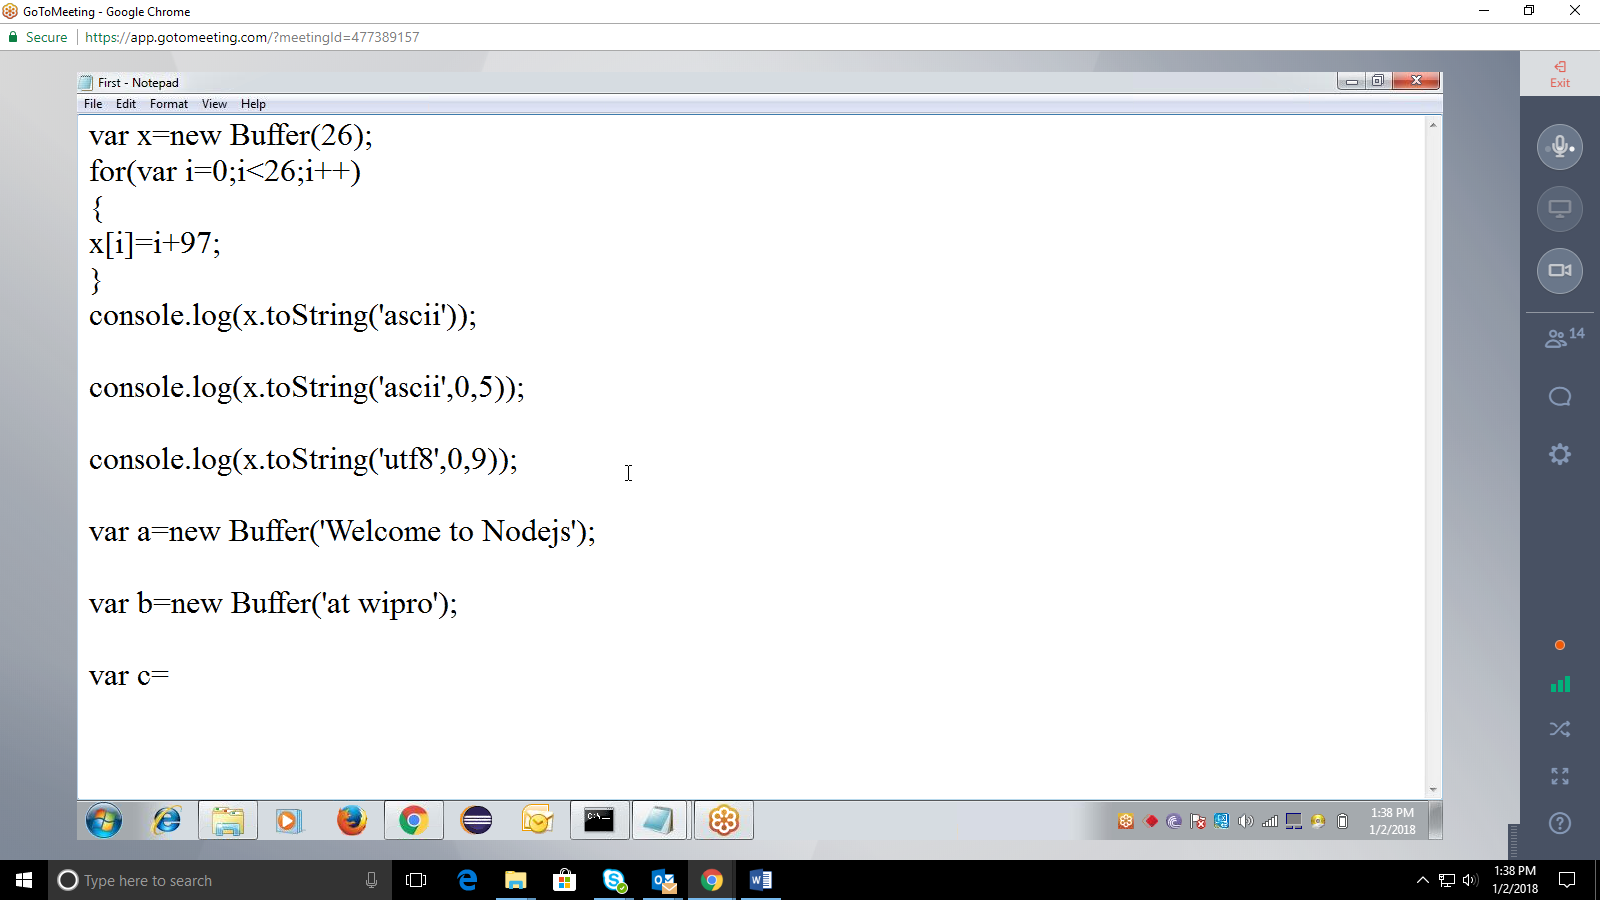 GoToMeeting - Google Chrome
Secure
https://app.gotomeeting.com/?meetingId=477389157
Exit
First - Notepad
File Edit Format View Help
var x=new Buffer(26);
for(var i=0;i<26;i++)
{
x[i]=i+97;
}
console.log(x.toString('ascii'));
console.log(x.toString('ascii',0,5));
console.log(x.toString('utf8',0,9));
var a=new Buffer('Welcome to Nodejs');
var b=new Buffer('at wipro');
var c=
14
C:\_
1:38 PM
1/2/2018
Type here to search
1:38 PM
1/2/2018